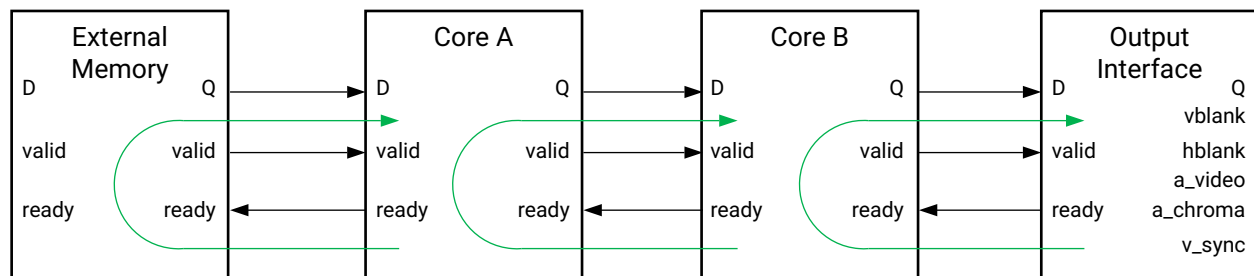 External
Memory
D
Q
valid
valid
ready
ready
Core A
D
Q
valid
valid
ready
ready
Core B
D
Q
valid
valid
ready
ready
Output
Interface
D
Q
vblank
valid
hblank
a_video
ready
a_chroma
v_sync